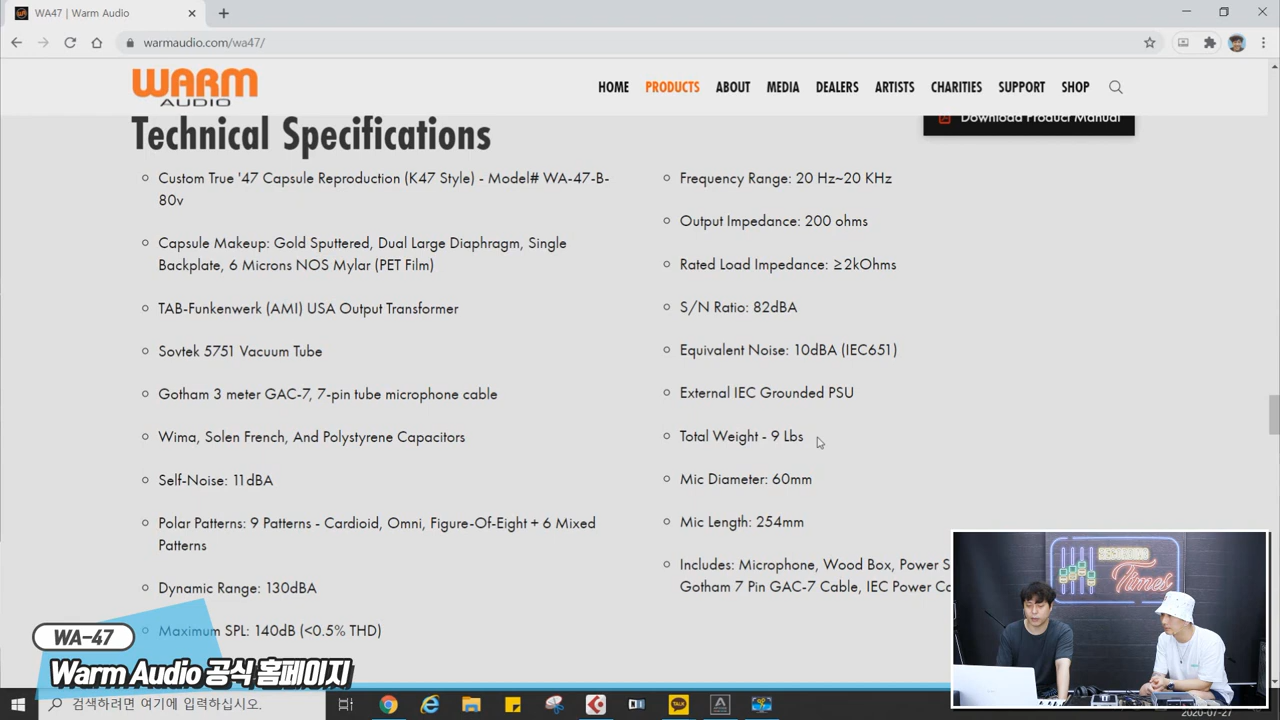 WA47 | Warm Audio
warmaudio.com/wa47/
WARM
AUDIO
HOME PRODUCTS ABOUT MEDIA DEALERS ARTISTS CHARITIES SUPPORT SHOP
Download Product Manual
Technical Specifications
Custom True '47 Capsule Reproduction (K47 Style) - Model# WA-47-B-
80v
Capsule Makeup: Gold Sputtered, Dual Large Diaphragm, Single
Backplate, 6 Microns NOS Mylar (PET Film)
TAB-Funkenwerk (AMI) USA Output Transformer
Sovtek 5751 Vacuum Tube
Gotham 3 meter GAC-7, 7-pin tube microphone cable
Wima, Solen French, And Polystyrene Capacitors
Self-Noise: 11dBA
Polar Patterns: 9 Patterns - Cardioid, Omni, Figure-Of-Eight + 6 Mixed
Patterns
Dynamic Range: 130dBA
Maximum SPL: 140dB (<0.5% THD)
Frequency Range: 20 Hz~20 KHz
Output Impedance: 200 ohms
Rated Load Impedance: ≥2kOhms
S/N Ratio: 82dBA
Equivalent Noise: 10dBA (IEC651)
External IEC Grounded PSU
Total Weight - 9 Lbs
Mic Diameter: 60mm
Mic Length: 254mm
Includes: Microphone, Wood Box, Power S
Gotham 7 Pin GAC-7 Cable, IEC Power Co
Times
WA-47
Warm Audio 공식 홈페이지
검색하려면 여기에 입력하십시오.
TALK
2020-07-27